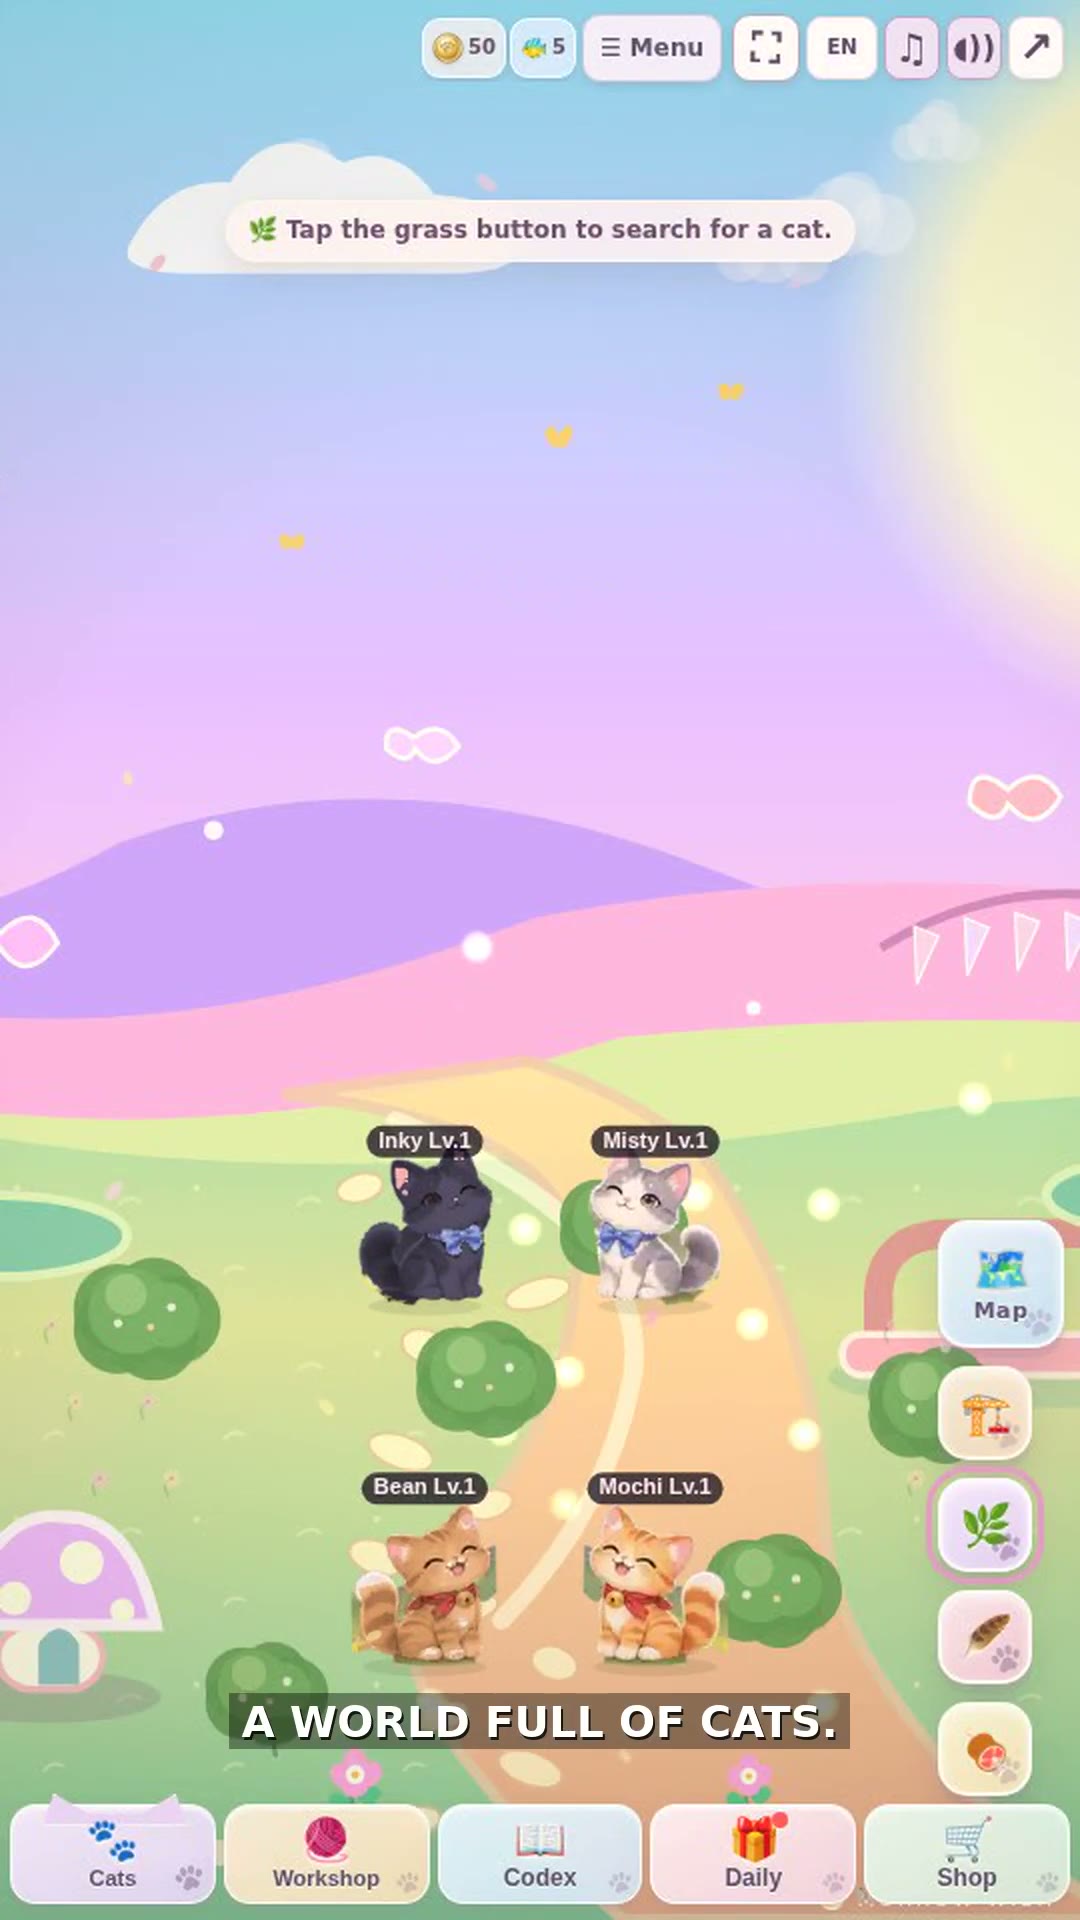 50
5
☰ Menu
EN
Tap the grass button to search for a cat.
Inky Lv.1
Misty Lv.1
Map
Bean Lv.1
Mochi Lv.1
A WORLD FULL OF CATS.
Cats
Workshop
Codex
Daily
Shop